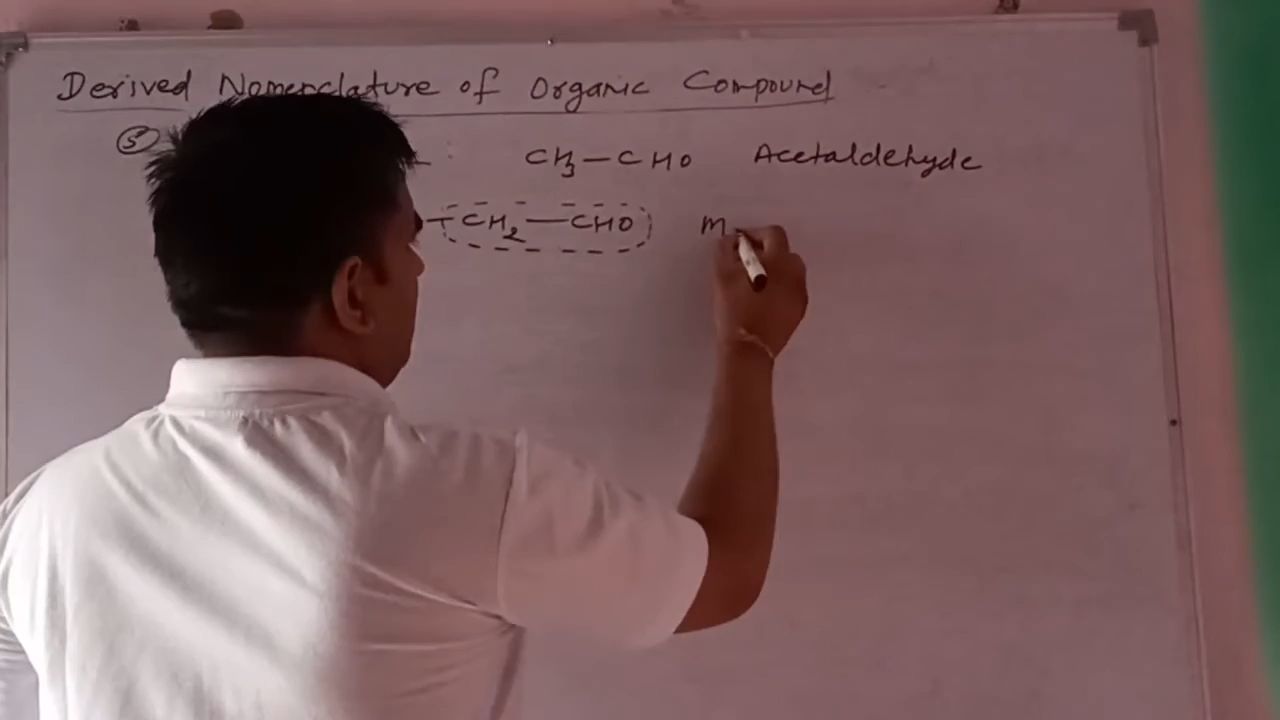 Derived Nomenclature of Organic Compound
5 CH3—CHO Acetaldehyde
—CH2—CHO M